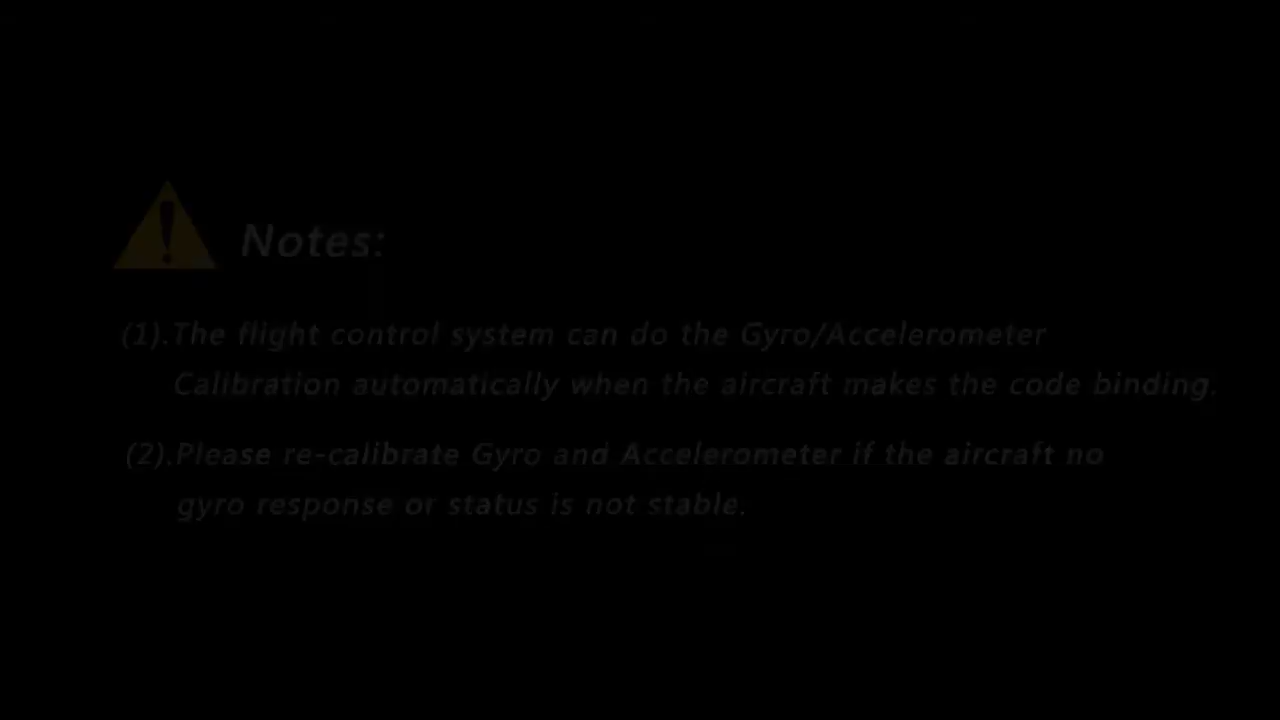 Notes:
(1).The flight control system can do the Gyro/Accelerometer
Calibration automatically when the aircraft makes the code binding.
(2).Please re-calibrate Gyro and Accelerometer if the aircraft no
gyro response or status is not stable.